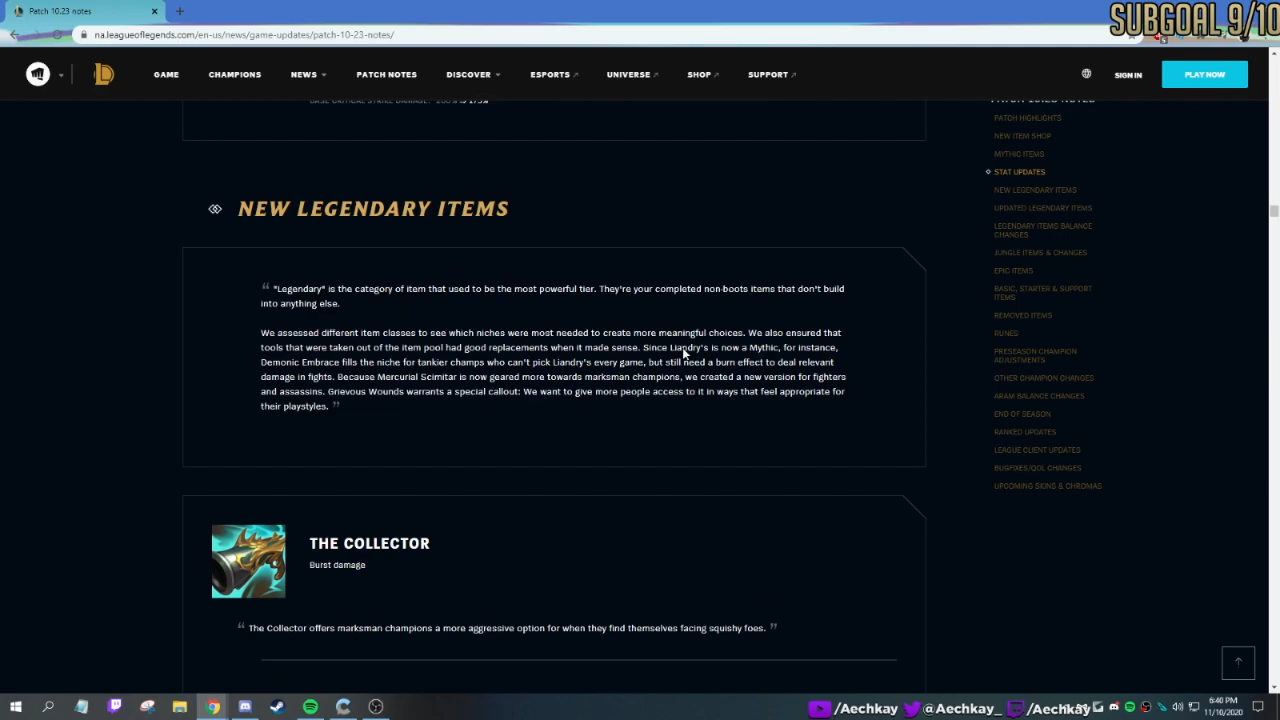 Patch 10.23 notes
SUBGOAL 9/10
na.leagueoflegends.com/en-us/news/game-updates/patch-10-23-notes/
GAME CHAMPIONS NEWS PATCH NOTES DISCOVER ESPORTS UNIVERSE SHOP SUPPORT SIGN IN PLAY NOW
BASE CRITICAL STRIKE DAMAGE: 200% 175%
PATCH 10.23 NOTES
PATCH HIGHLIGHTS
NEW ITEM SHOP
MYTHIC ITEMS
STAT UPDATES
NEW LEGENDARY ITEMS
UPDATED LEGENDARY ITEMS
LEGENDARY ITEMS BALANCE
CHANGES
JUNGLE ITEMS & CHANGES
EPIC ITEMS
BASIC, STARTER & SUPPORT
ITEMS
REMOVED ITEMS
RUNES
PRESEASON CHAMPION
ADJUSTMENTS
OTHER CHAMPION CHANGES
ARAM BALANCE CHANGES
END OF SEASON
RANKED UPDATES
LEAGUE CLIENT UPDATES
BUGFIXES/QOL CHANGES
UPCOMING SKINS & CHROMAS
NEW LEGENDARY ITEMS
“ "Legendary" is the category of item that used to be the most powerful tier. They're your completed non-boots items that don't build
into anything else.
We assessed different item classes to see which niches were most needed to create more meaningful choices. We also ensured that
tools that were taken out of the item pool had good replacements when it made sense. Since Liandry's is now a Mythic, for instance,
Demonic Embrace fills the niche for tankier champs who can't pick Liandry's every game, but still need a burn effect to deal relevant
damage in fights. Because Mercurial Scimitar is now geared more towards marksman champions, we created a new version for fighters
and assassins. Grievous Wounds warrants a special callout: We want to give more people access to it in ways that feel appropriate for
their playstyles. ”
THE COLLECTOR
Burst damage
“ The Collector offers marksman champions a more aggressive option for when they find themselves facing squishy foes. ”
/Aechkay @Aechkay_ /Aechkay
6:40 PM
11/10/2020